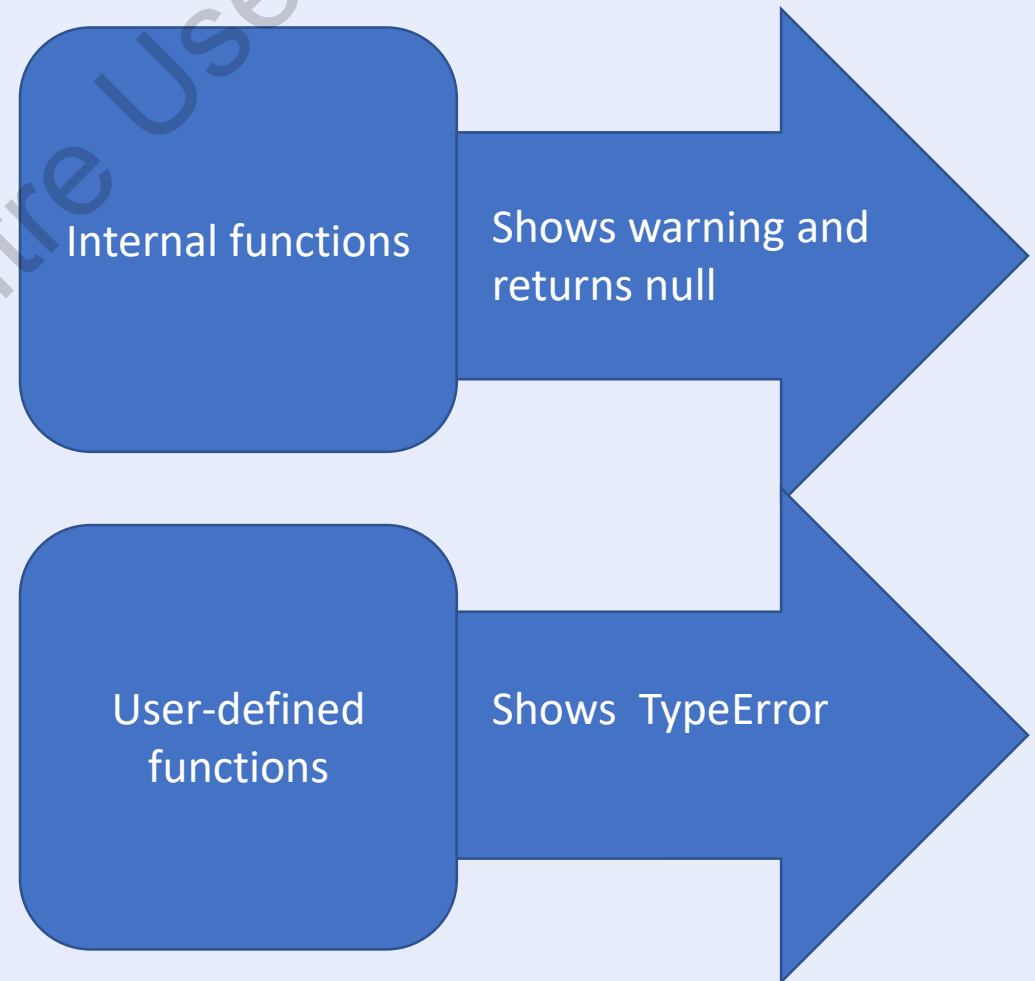 Internal functions
Shows warning and
returns null
User-defined
functions
Shows  TypeError